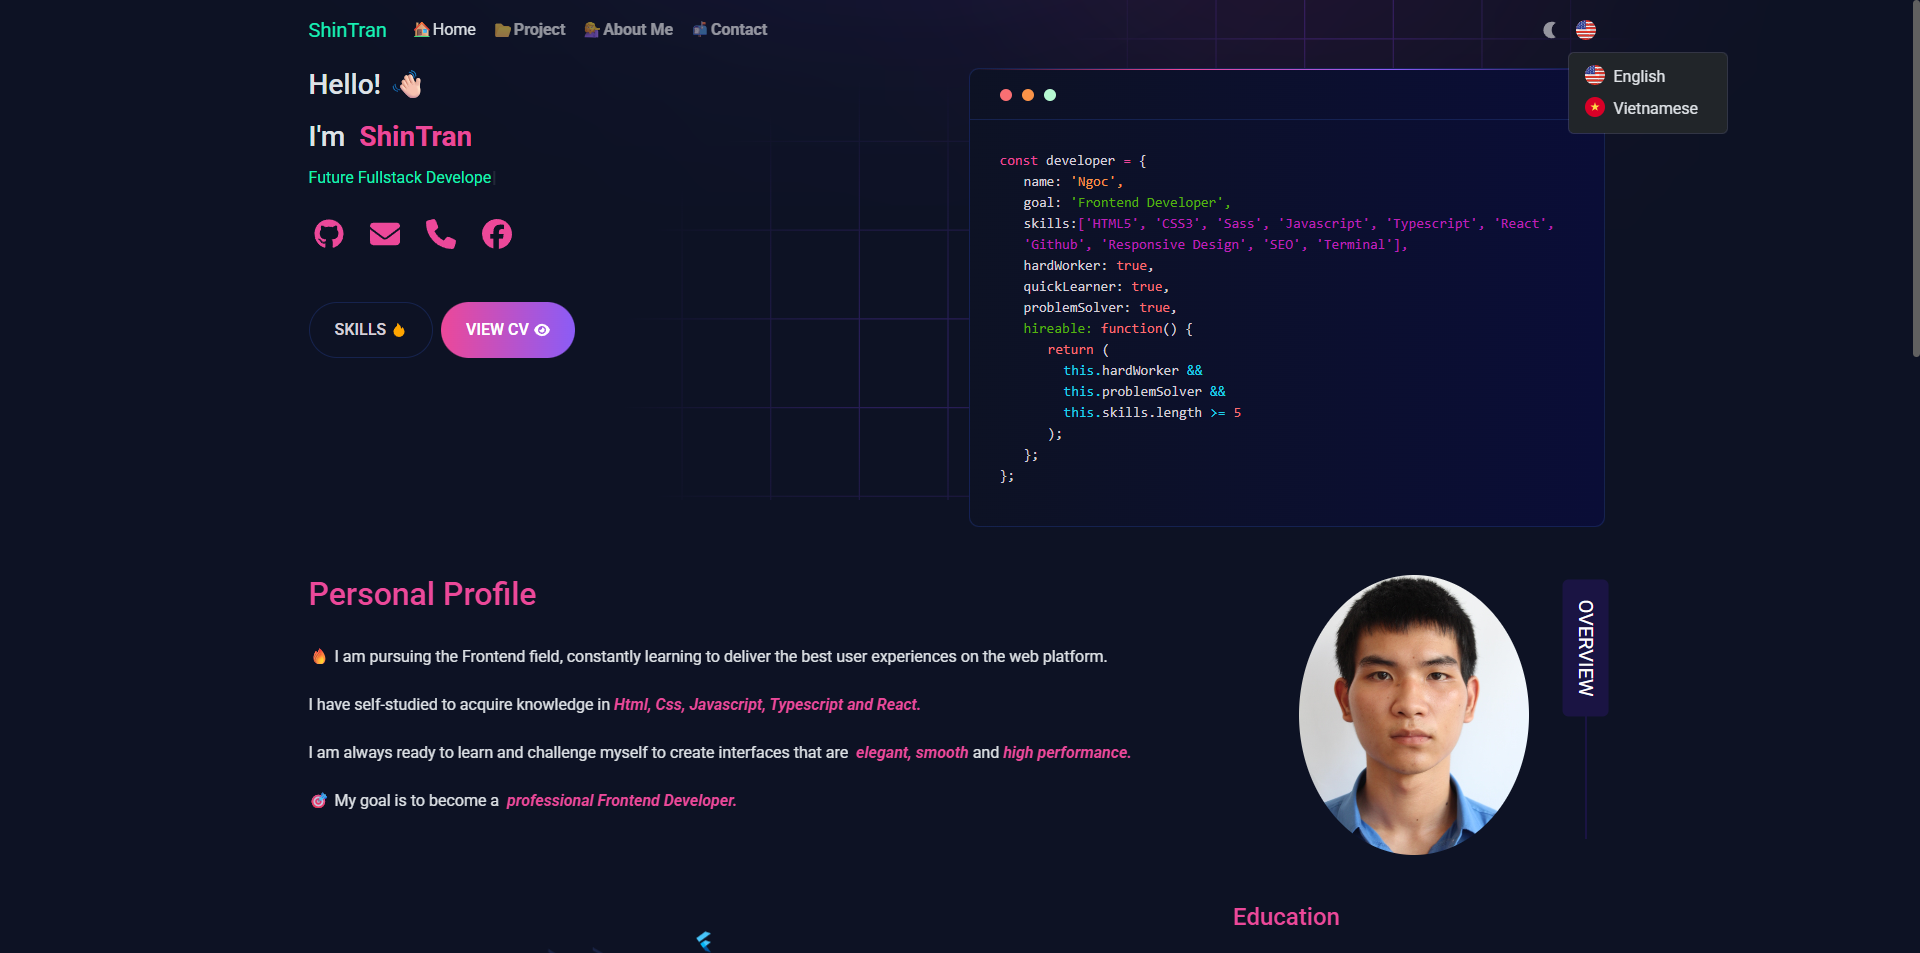 ShinTran Home Project About Me Contact
English
Vietnamese
Hello!
I'm ShinTran
Future Fullstack Develope
SKILLS VIEW CV
const developer = {
name: 'Ngoc',
goal: 'Frontend Developer',
skills:['HTML5', 'CSS3', 'Sass', 'Javascript', 'Typescript', 'React',
'Github', 'Responsive Design', 'SEO', 'Terminal'],
hardWorker: true,
quickLearner: true,
problemSolver: true,
hireable: function() {
return (
this.hardWorker &&
this.problemSolver &&
this.skills.length >= 5
);
};
};
Personal Profile
I am pursuing the Frontend field, constantly learning to deliver the best user experiences on the web platform.
I have self-studied to acquire knowledge in Html, Css, Javascript, Typescript and React.
I am always ready to learn and challenge myself to create interfaces that are elegant, smooth and high performance.
My goal is to become a professional Frontend Developer.
OVERVIEW
Education